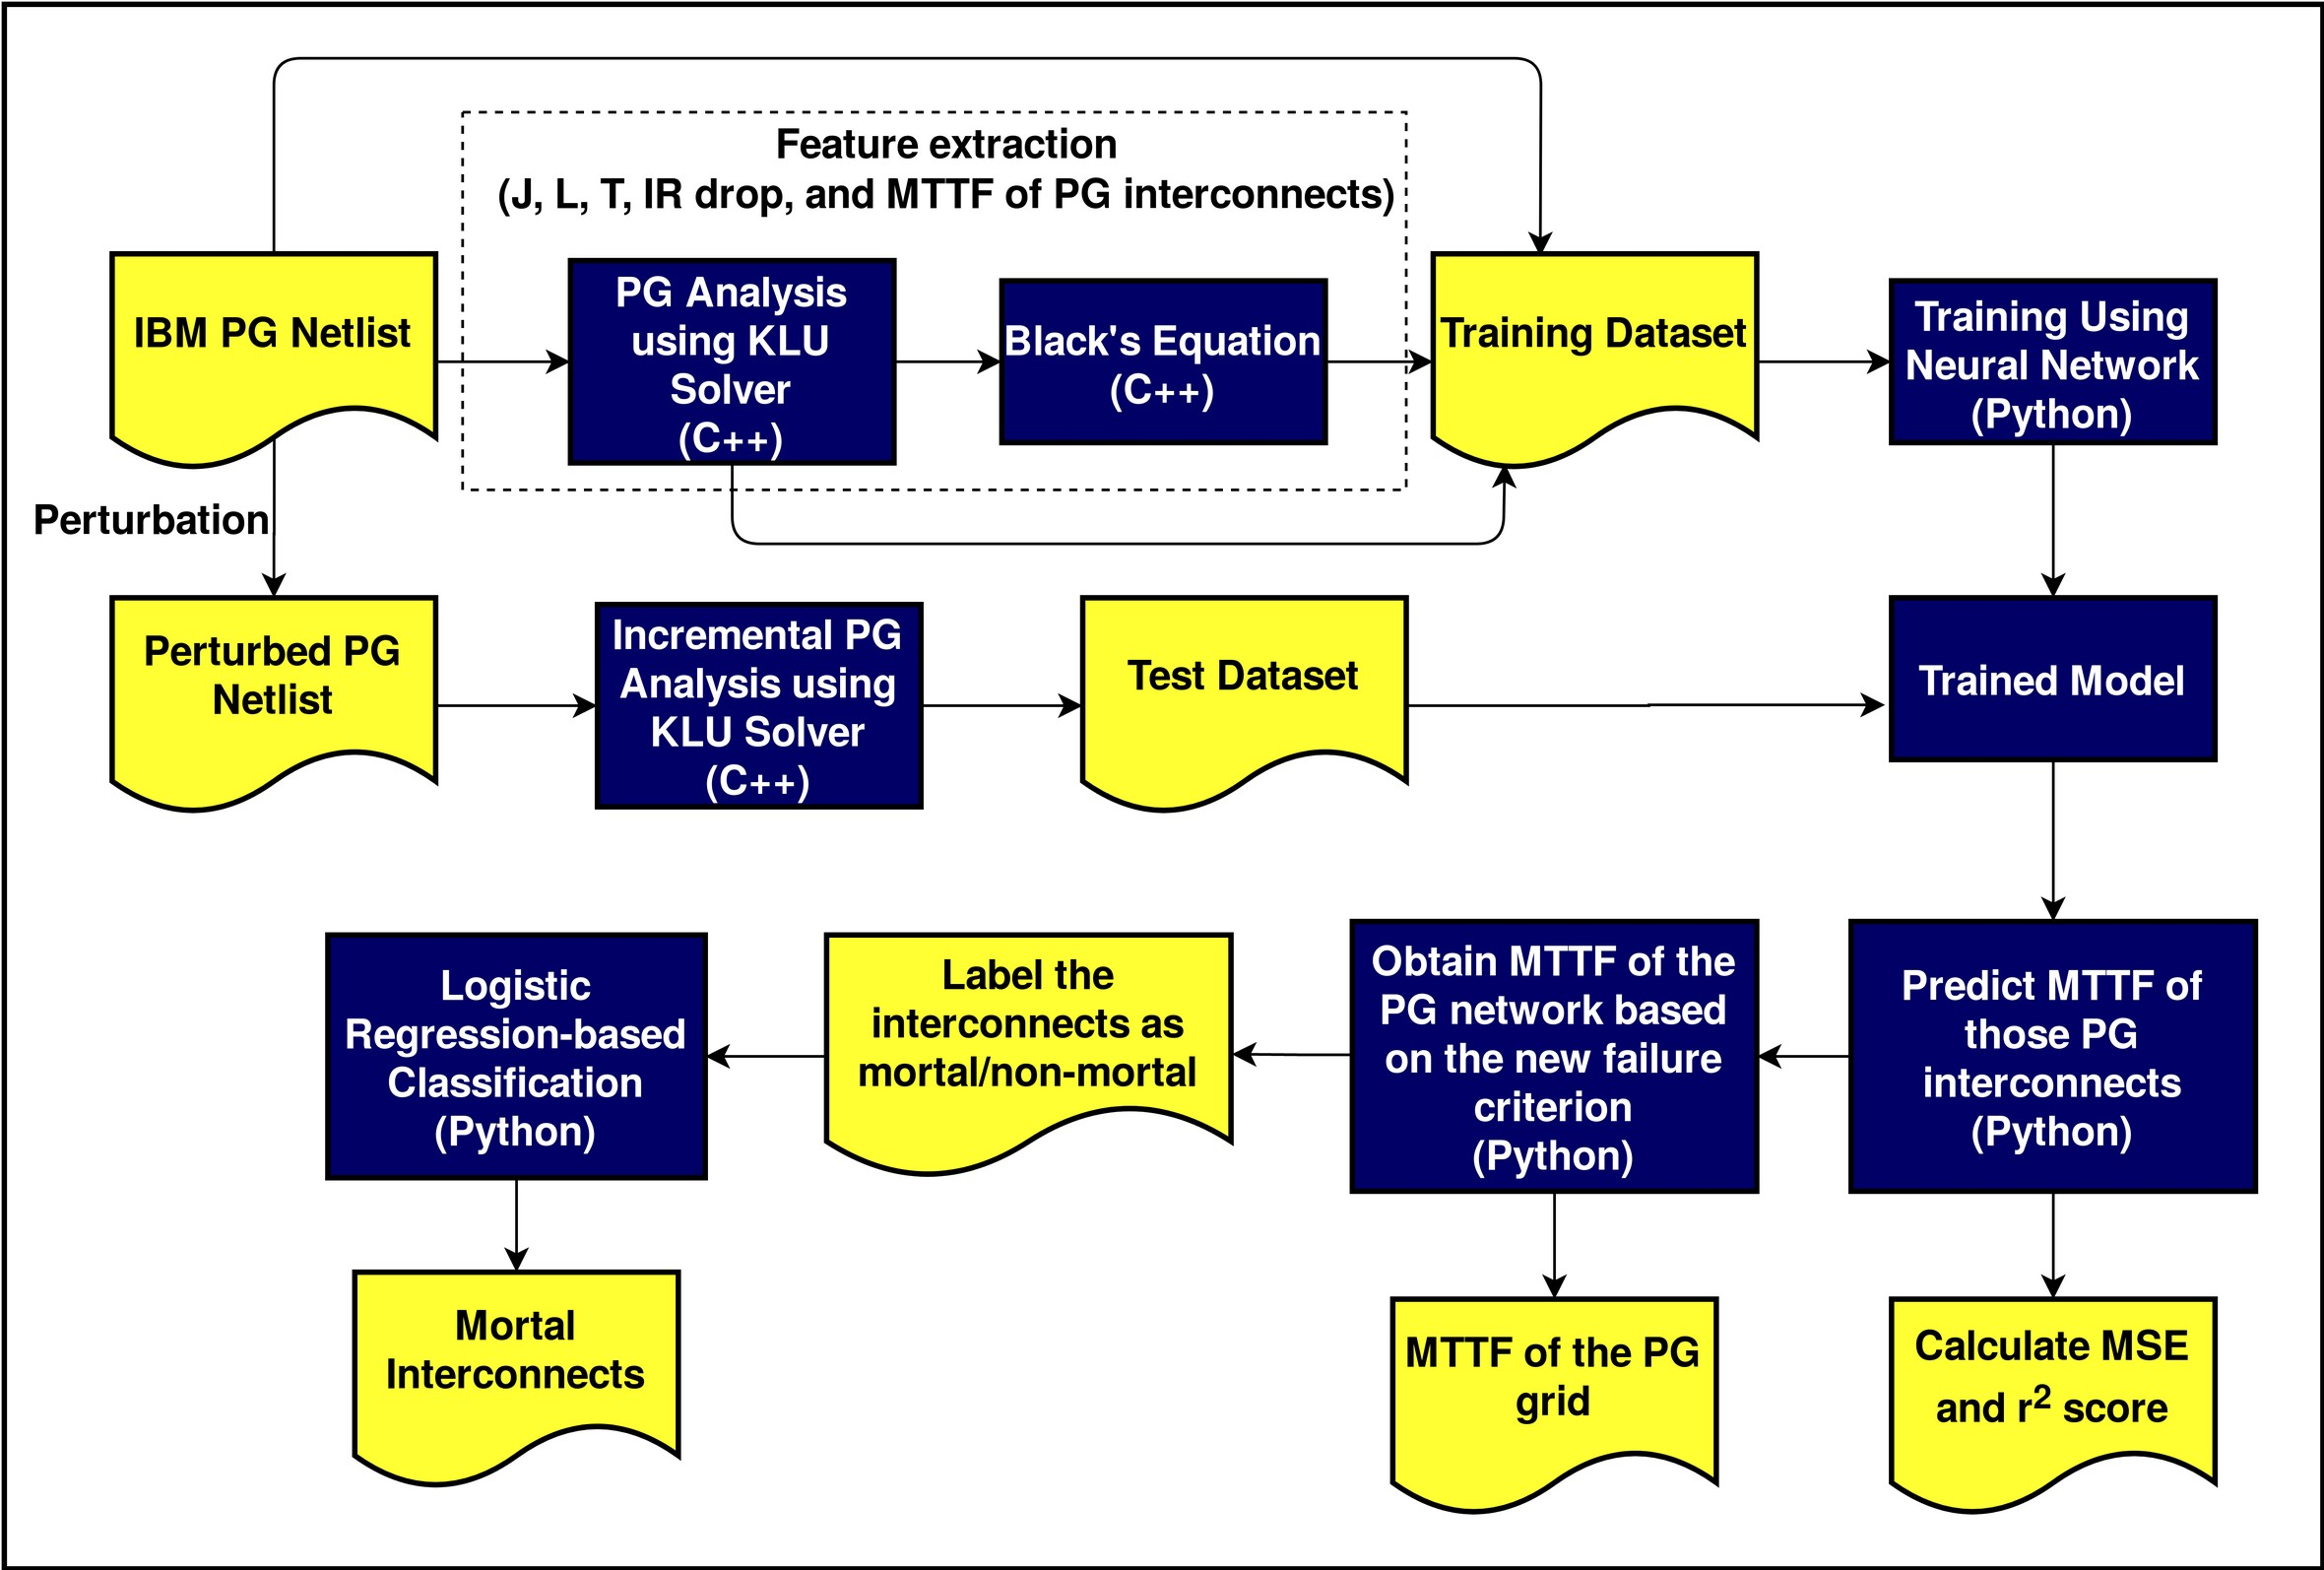 Feature extraction
(J, L, T, IR drop, and MTTF of PG interconnects)
IBM PG Netlist
PG Analysis
using KLU
Solver
(C++)
Black's Equation
(C++)
Training Dataset
Training Using
Neural Network
(Python)
Perturbation
Perturbed PG
Netlist
Incremental PG
Analysis using
KLU Solver
(C++)
Test Dataset
Trained Model
Logistic
Regression-based
Classification
(Python)
Label the
interconnects as
mortal/non-mortal
Obtain MTTF of the
PG network based
on the new failure
criterion
(Python)
Predict MTTF of
those PG
interconnects
(Python)
Mortal
Interconnects
MTTF of the PG
grid
Calculate MSE
and r² score